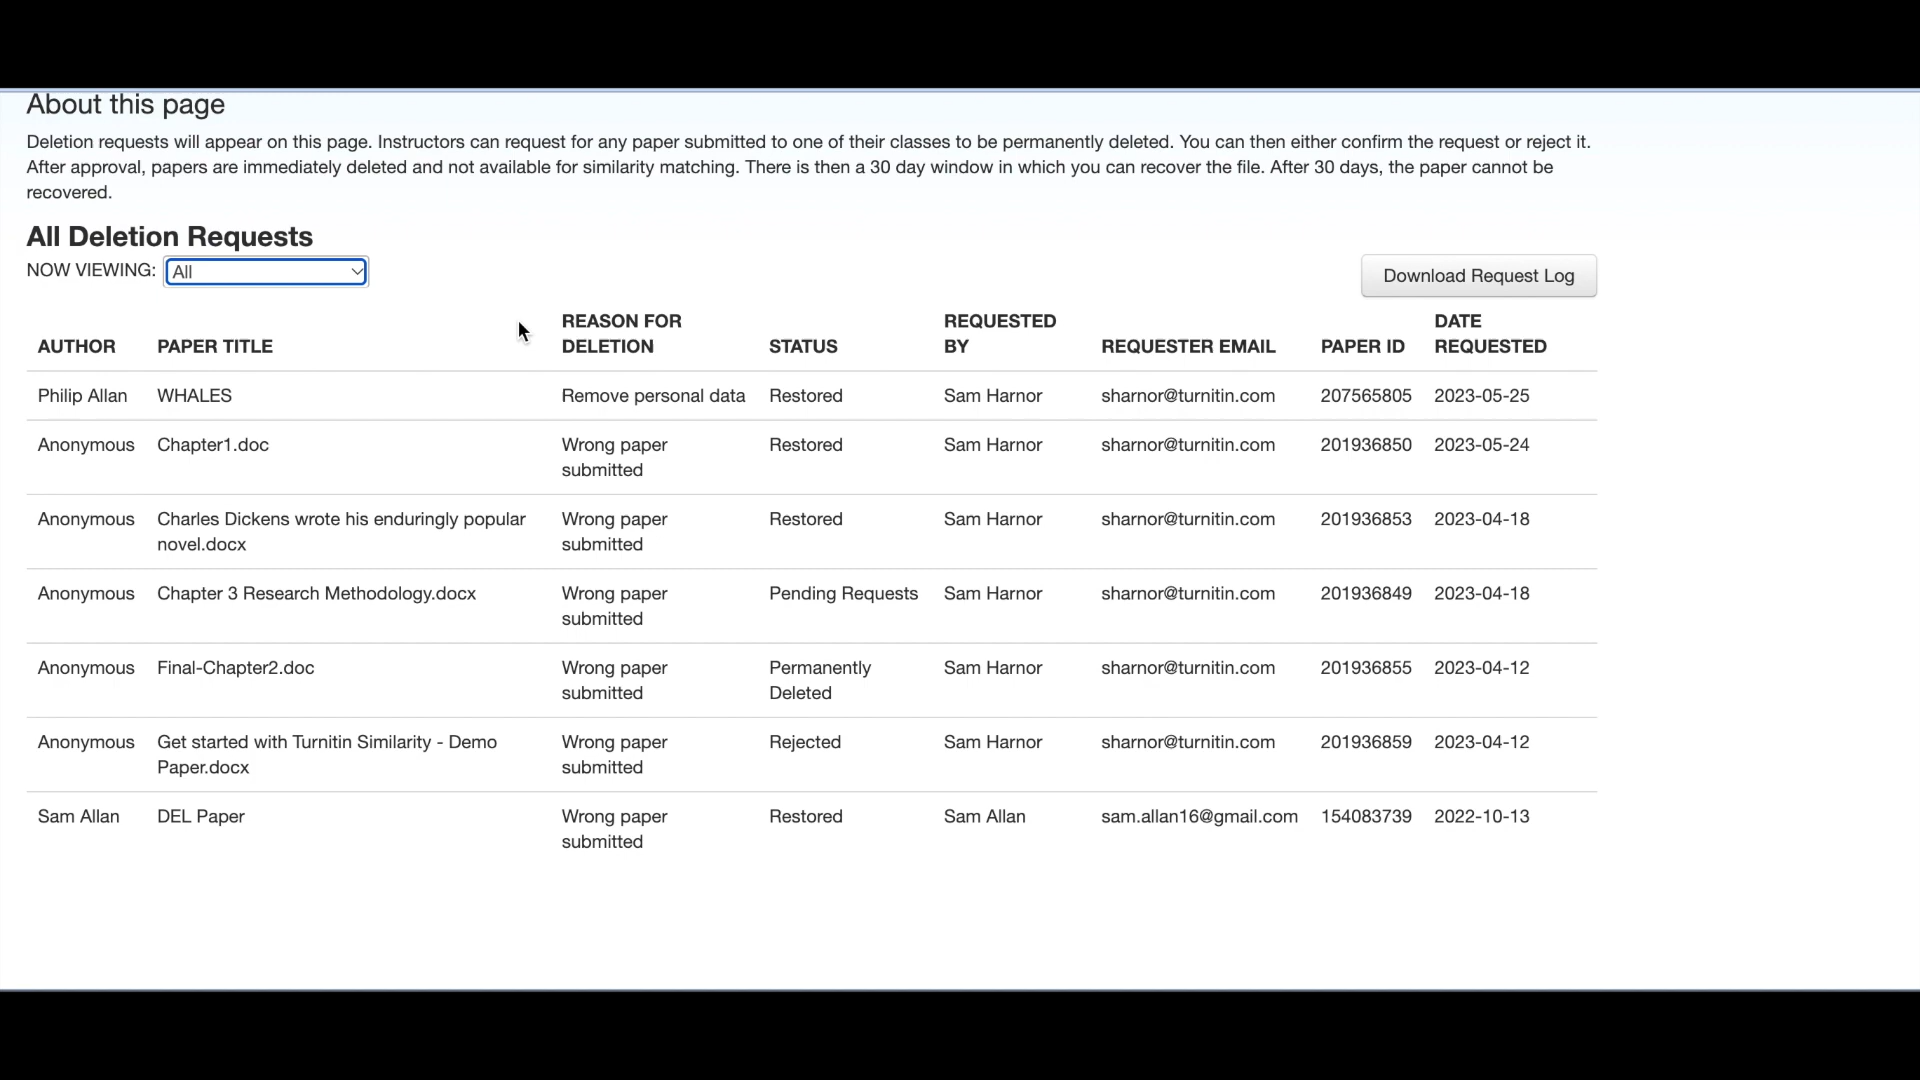 About this page
Deletion requests will appear on this page. Instructors can request for any paper submitted to one of their classes to be permanently deleted. You can then either confirm the request or reject it.
After approval, papers are immediately deleted and not available for similarity matching. There is then a 30 day window in which you can recover the file. After 30 days, the paper cannot be
recovered.
All Deletion Requests
NOW VIEWING: All
Download Request Log
AUTHOR PAPER TITLE REASON FOR DELETION STATUS REQUESTED BY REQUESTER EMAIL PAPER ID DATE REQUESTED
Philip Allan WHALES Remove personal data Restored Sam Harnor sharnor@turnitin.com 207565805 2023-05-25
Anonymous Chapter1.doc Wrong paper submitted Restored Sam Harnor sharnor@turnitin.com 201936850 2023-05-24
Anonymous Charles Dickens wrote his enduringly popular novel.docx Wrong paper submitted Restored Sam Harnor sharnor@turnitin.com 201936853 2023-04-18
Anonymous Chapter 3 Research Methodology.docx Wrong paper submitted Pending Requests Sam Harnor sharnor@turnitin.com 201936849 2023-04-18
Anonymous Final-Chapter2.doc Wrong paper submitted Permanently Deleted Sam Harnor sharnor@turnitin.com 201936855 2023-04-12
Anonymous Get started with Turnitin Similarity - Demo Paper.docx Wrong paper submitted Rejected Sam Harnor sharnor@turnitin.com 201936859 2023-04-12
Sam Allan DEL Paper Wrong paper submitted Restored Sam Allan sam.allan16@gmail.com 154083739 2022-10-13